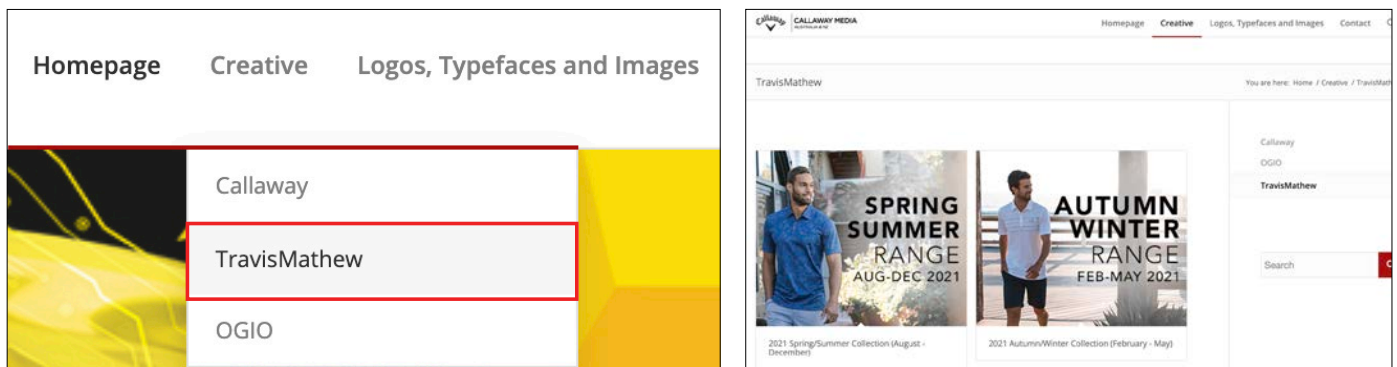 Homepage Creative Logos, Typefaces and Images
Callaway
TravisMathew
OGIO
Callaway CALLAWAY MEDIA
Homepage Creative Logos, Typefaces and Images Contact
TravisMathew
You are here: Home / Creative / TravisMath
Callaway
OGIO
TravisMathew
Search
SPRING
SUMMER
RANGE
AUG-DEC 2021
2021 Spring/Summer Collection (August -
December)
AUTUMN
WINTER
RANGE
FEB-MAY 2021
2021 Autumn/Winter Collection (February - May)